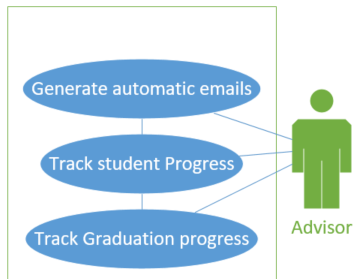 Generate automatic emails
Track student Progress
Track Graduation progress
Advisor